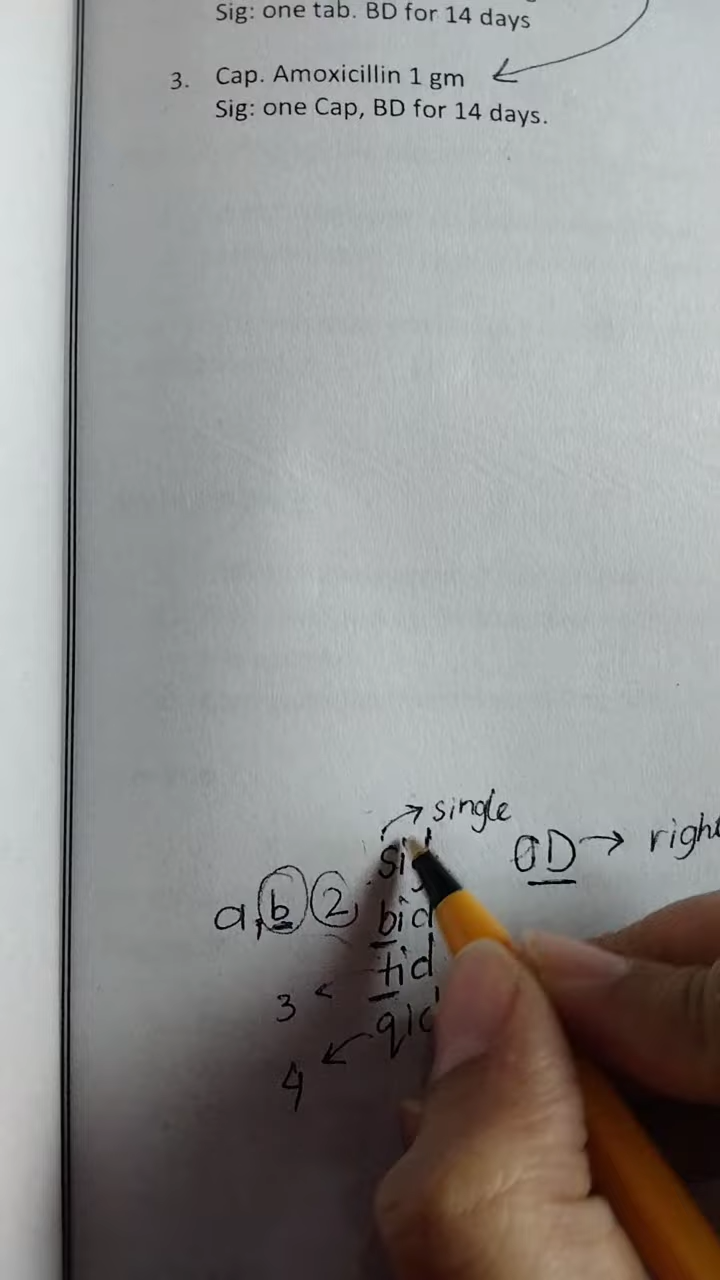 Sig: one tab. BD for 14 days
3. Cap. Amoxicillin 1 gm
Sig: one Cap, BD for 14 days.
single
OD → right
a, b 2 bid
3 tid
4